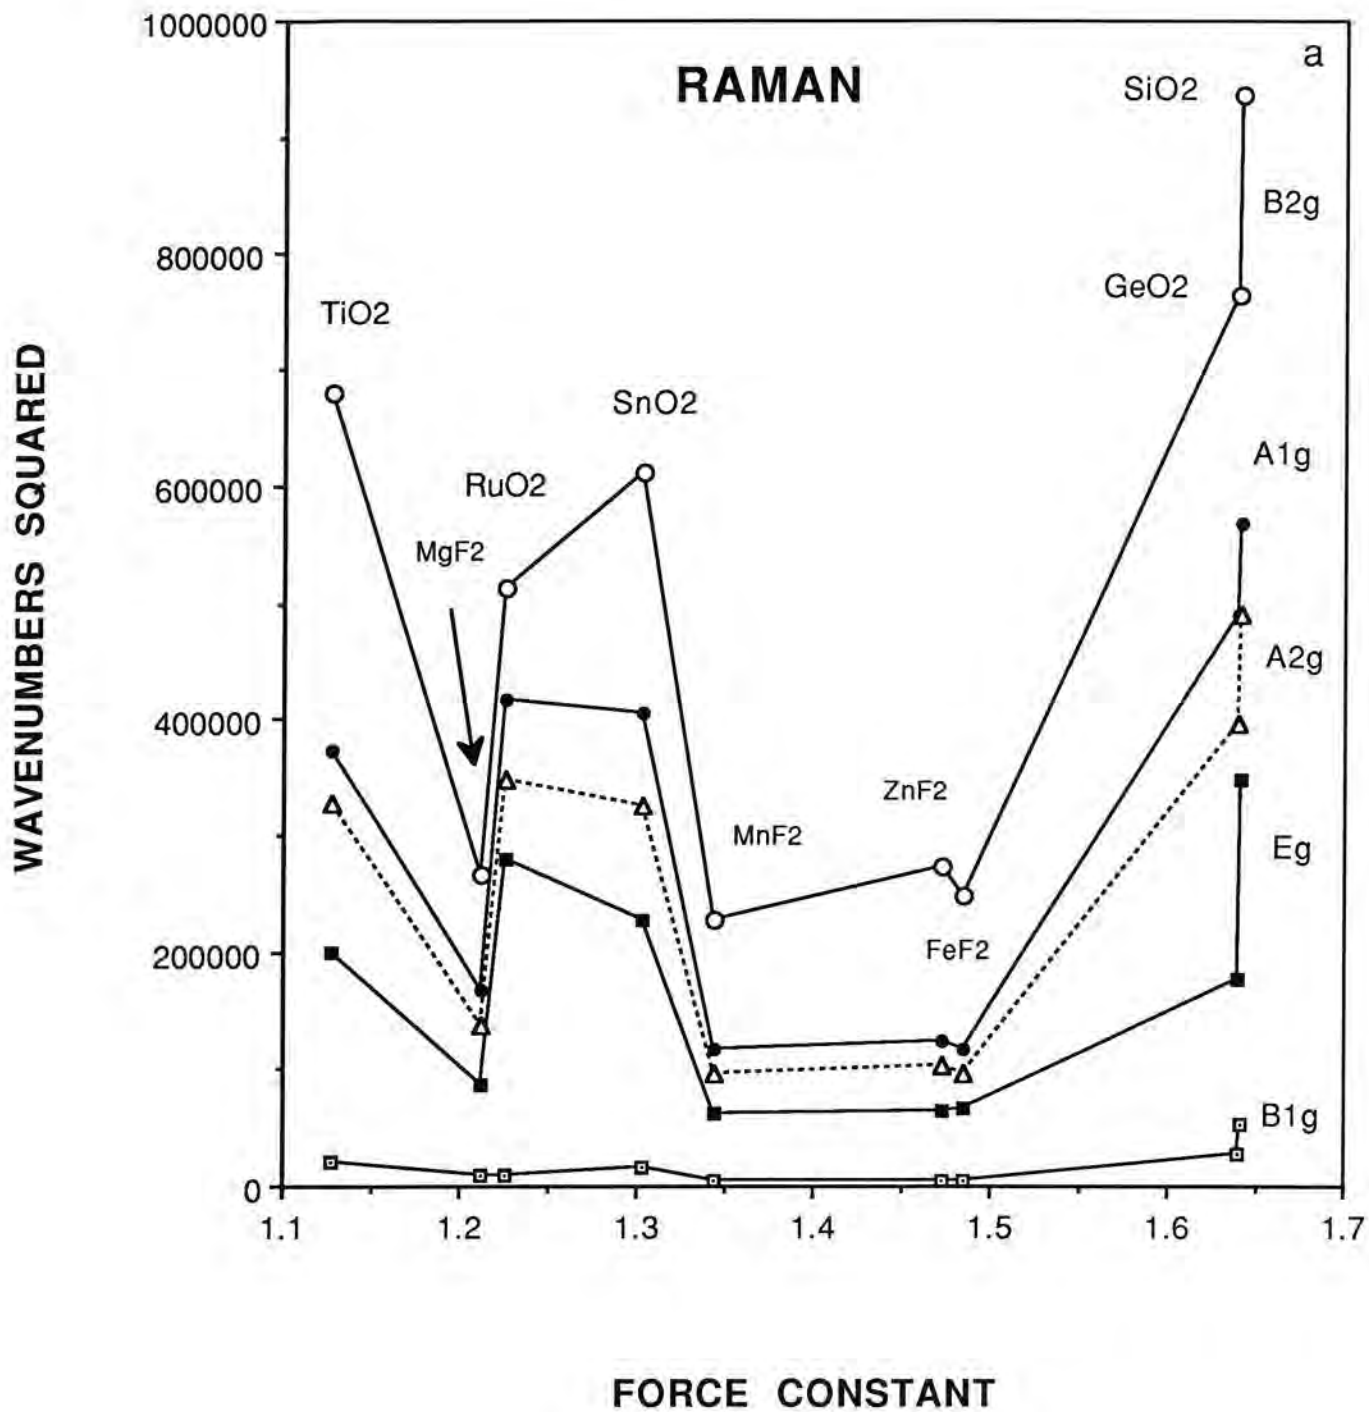 1000000
a
RAMAN
SiO2
B2g
800000
GeO2
TiO2
WAVENUMBERS SQUARED
SnO2
A1g
RuO2
600000
MgF2
A2g
400000
ZnF2
MnF2
Eg
FeF2
200000
B1g
0
1.1 1.2 1.3 1.4 1.5 1.6 1.7
FORCE CONSTANT